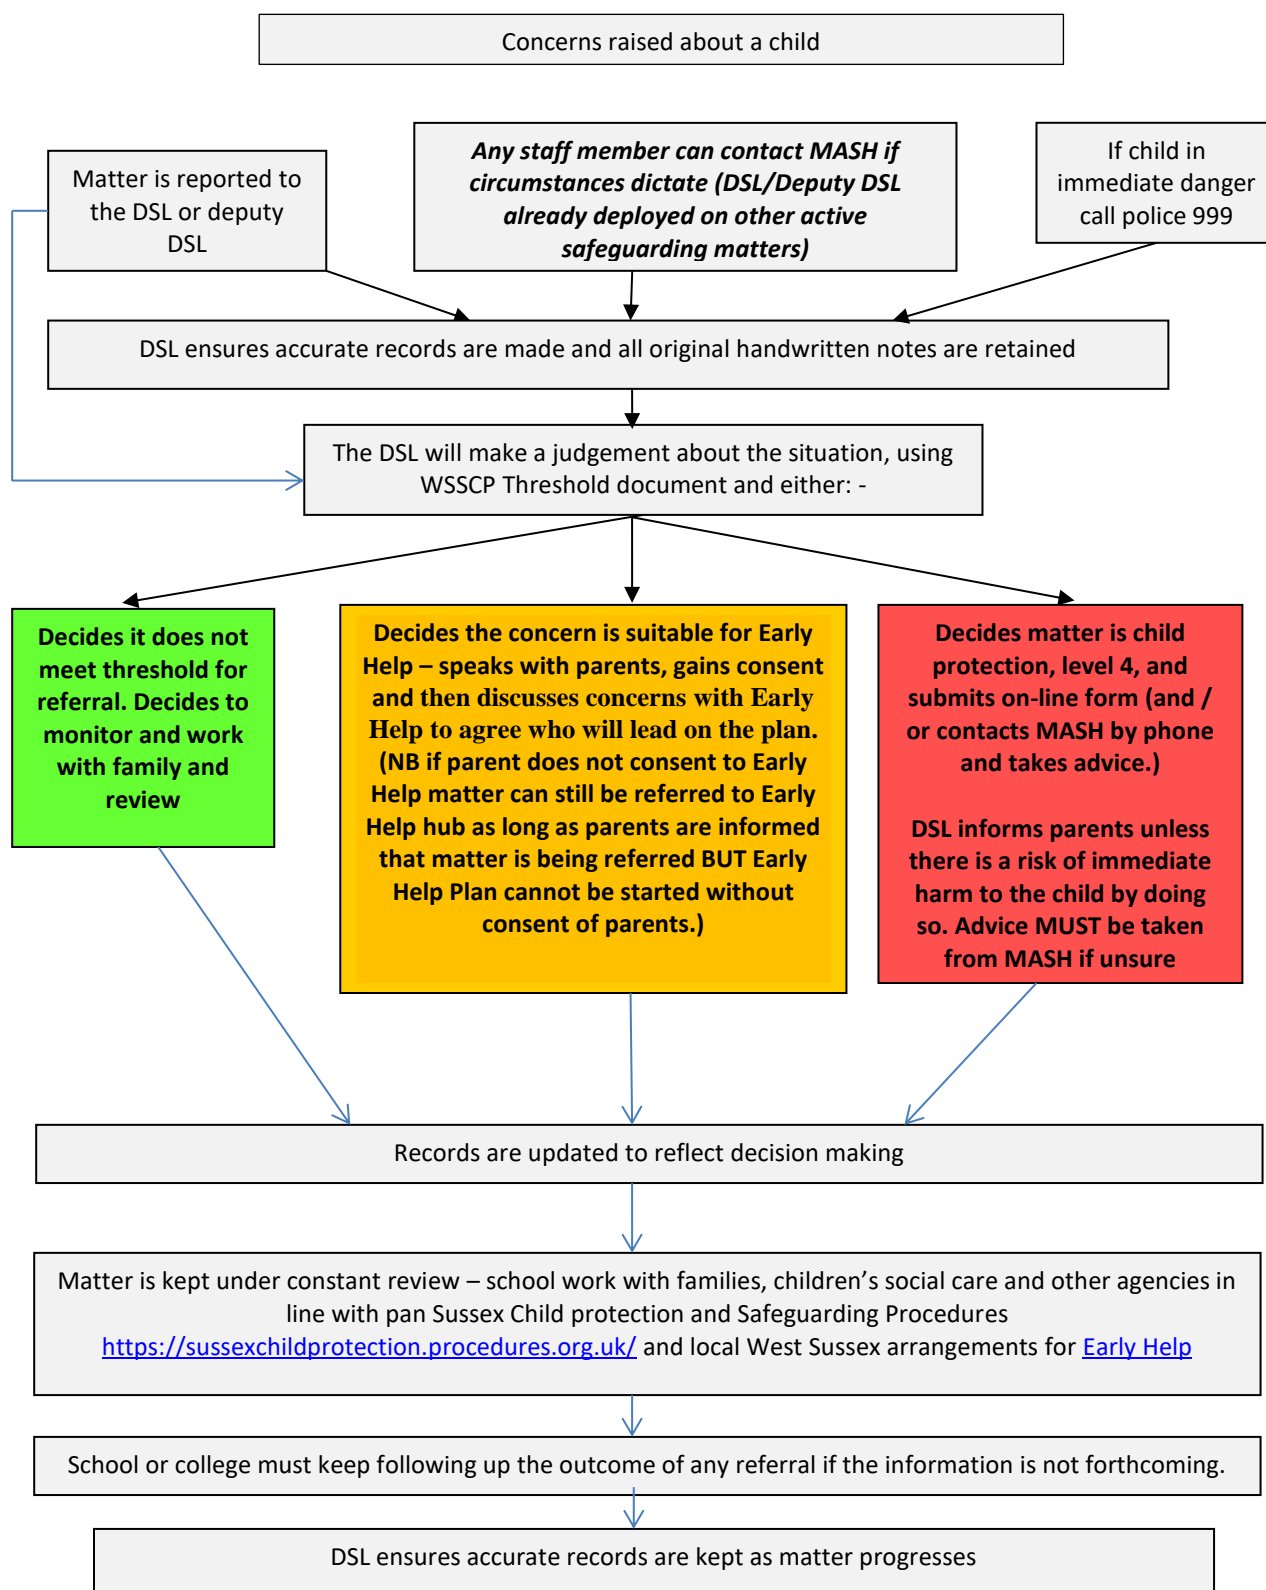 Concerns raised about a child
Matter is reported to
the DSL or deputy
DSL
Any staff member can contact MASH if
circumstances dictate (DSL/Deputy DSL
already deployed on other active
safeguarding matters)
If child in
immediate danger
call police 999
DSL ensures accurate records are made and all original handwritten notes are retained
The DSL will make a judgement about the situation, using
WSSCP Threshold document and either: -
Decides it does not
meet threshold for
referral. Decides to
monitor and work
with family and
review
Decides the concern is suitable for Early
Help – speaks with parents, gains consent
and then discusses concerns with Early
Help to agree who will lead on the plan.
(NB if parent does not consent to Early
Help matter can still be referred to Early
Help hub as long as parents are informed
that matter is being referred BUT Early
Help Plan cannot be started without
consent of parents.)
Decides matter is child
protection, level 4, and
submits on-line form (and /
or contacts MASH by phone
and takes advice.)
DSL informs parents unless
there is a risk of immediate
harm to the child by doing
so. Advice MUST be taken
from MASH if unsure
Records are updated to reflect decision making
Matter is kept under constant review – school work with families, children’s social care and other agencies in
line with pan Sussex Child protection and Safeguarding Procedures
https://sussexchildprotection.procedures.org.uk/ and local West Sussex arrangements for Early Help
School or college must keep following up the outcome of any referral if the information is not forthcoming.
DSL ensures accurate records are kept as matter progresses